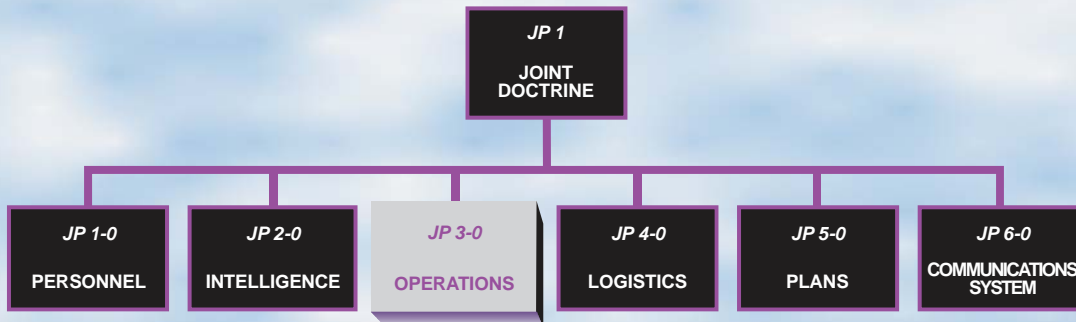 JP 1
JOINT
DOCTRINE
JP 1-0
PERSONNEL
JP 2-0
INTELLIGENCE
JP 3-0
OPERATIONS
JP 4-0
LOGISTICS
JP 5-0
PLANS
JP 6-0
COMMUNICATIONS
SYSTEM